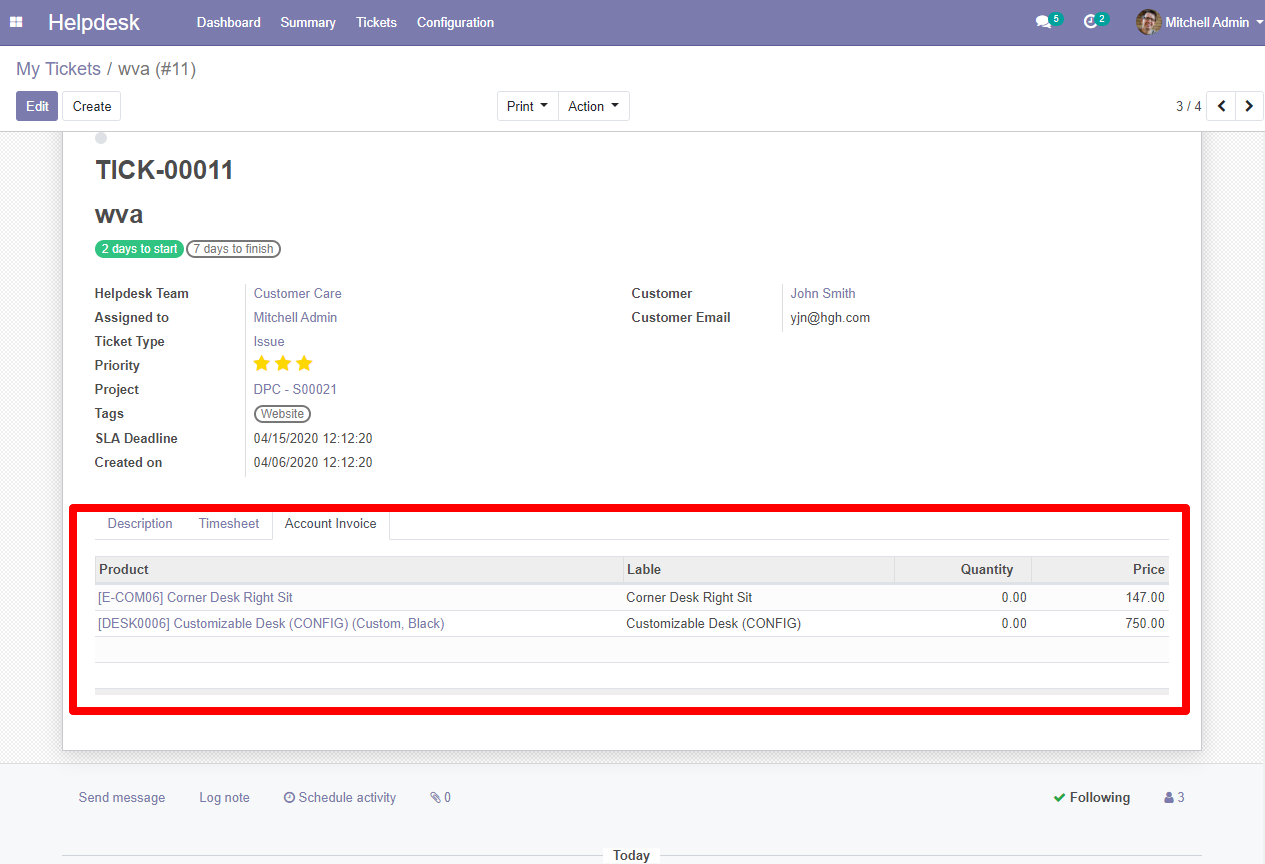 Helpdesk Dashboard Summary Tickets Configuration 5 2 Mitchell Admin
My Tickets / wva (#11)
Edit Create Print Action 3 / 4
TICK-00011
wva
2 days to start 7 days to finish
Helpdesk Team Customer Care Customer John Smith
Assigned to Mitchell Admin Customer Email yjn@hgh.com
Ticket Type Issue
Priority
Project DPC - S00021
Tags Website
SLA Deadline 04/15/2020 12:12:20
Created on 04/06/2020 12:12:20
Description Timesheet Account Invoice
Product Lable Quantity Price
[E-COM06] Corner Desk Right Sit Corner Desk Right Sit 0.00 147.00
[DESK0006] Customizable Desk (CONFIG) (Custom, Black) Customizable Desk (CONFIG) 0.00 750.00
Send message Log note Schedule activity 0 Following 3
Today